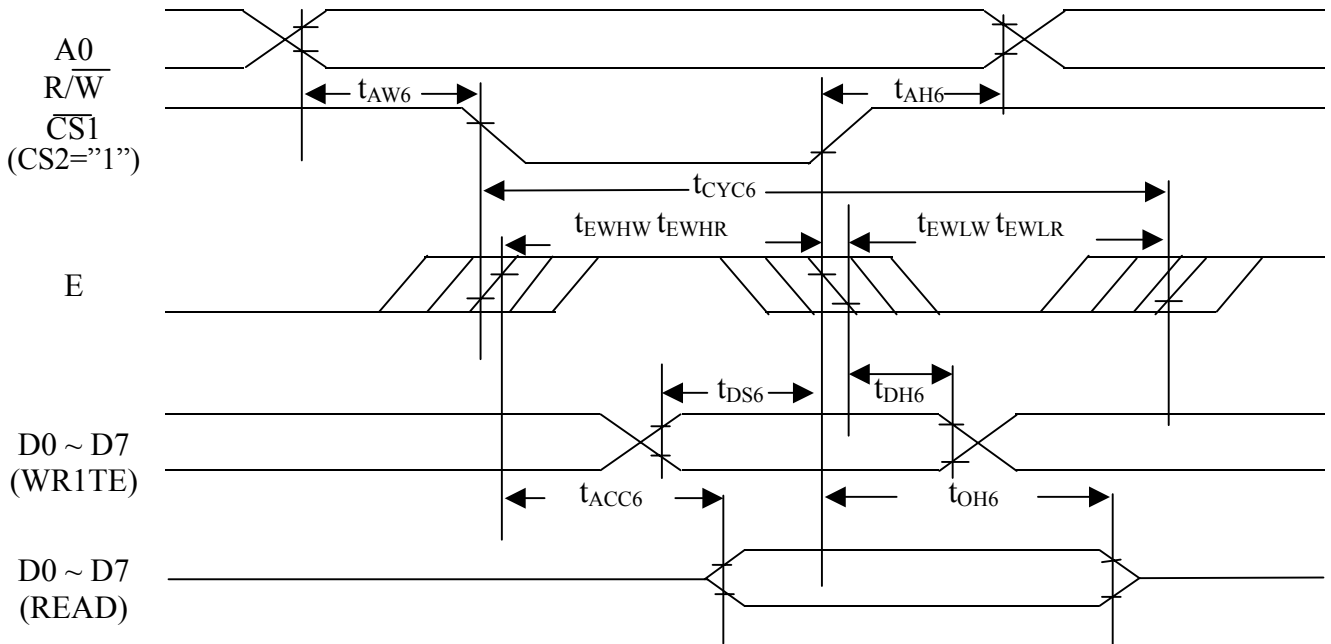 A0
R/W
tAW6
tAH6
CS1
(CS2=”1”)
tCYC6
tEWHW tEWHR
tEWLW tEWLR
E
tDS6
tDH6
D0 ~ D7
(WR1TE)
tACC6
tOH6
D0 ~ D7
(READ)